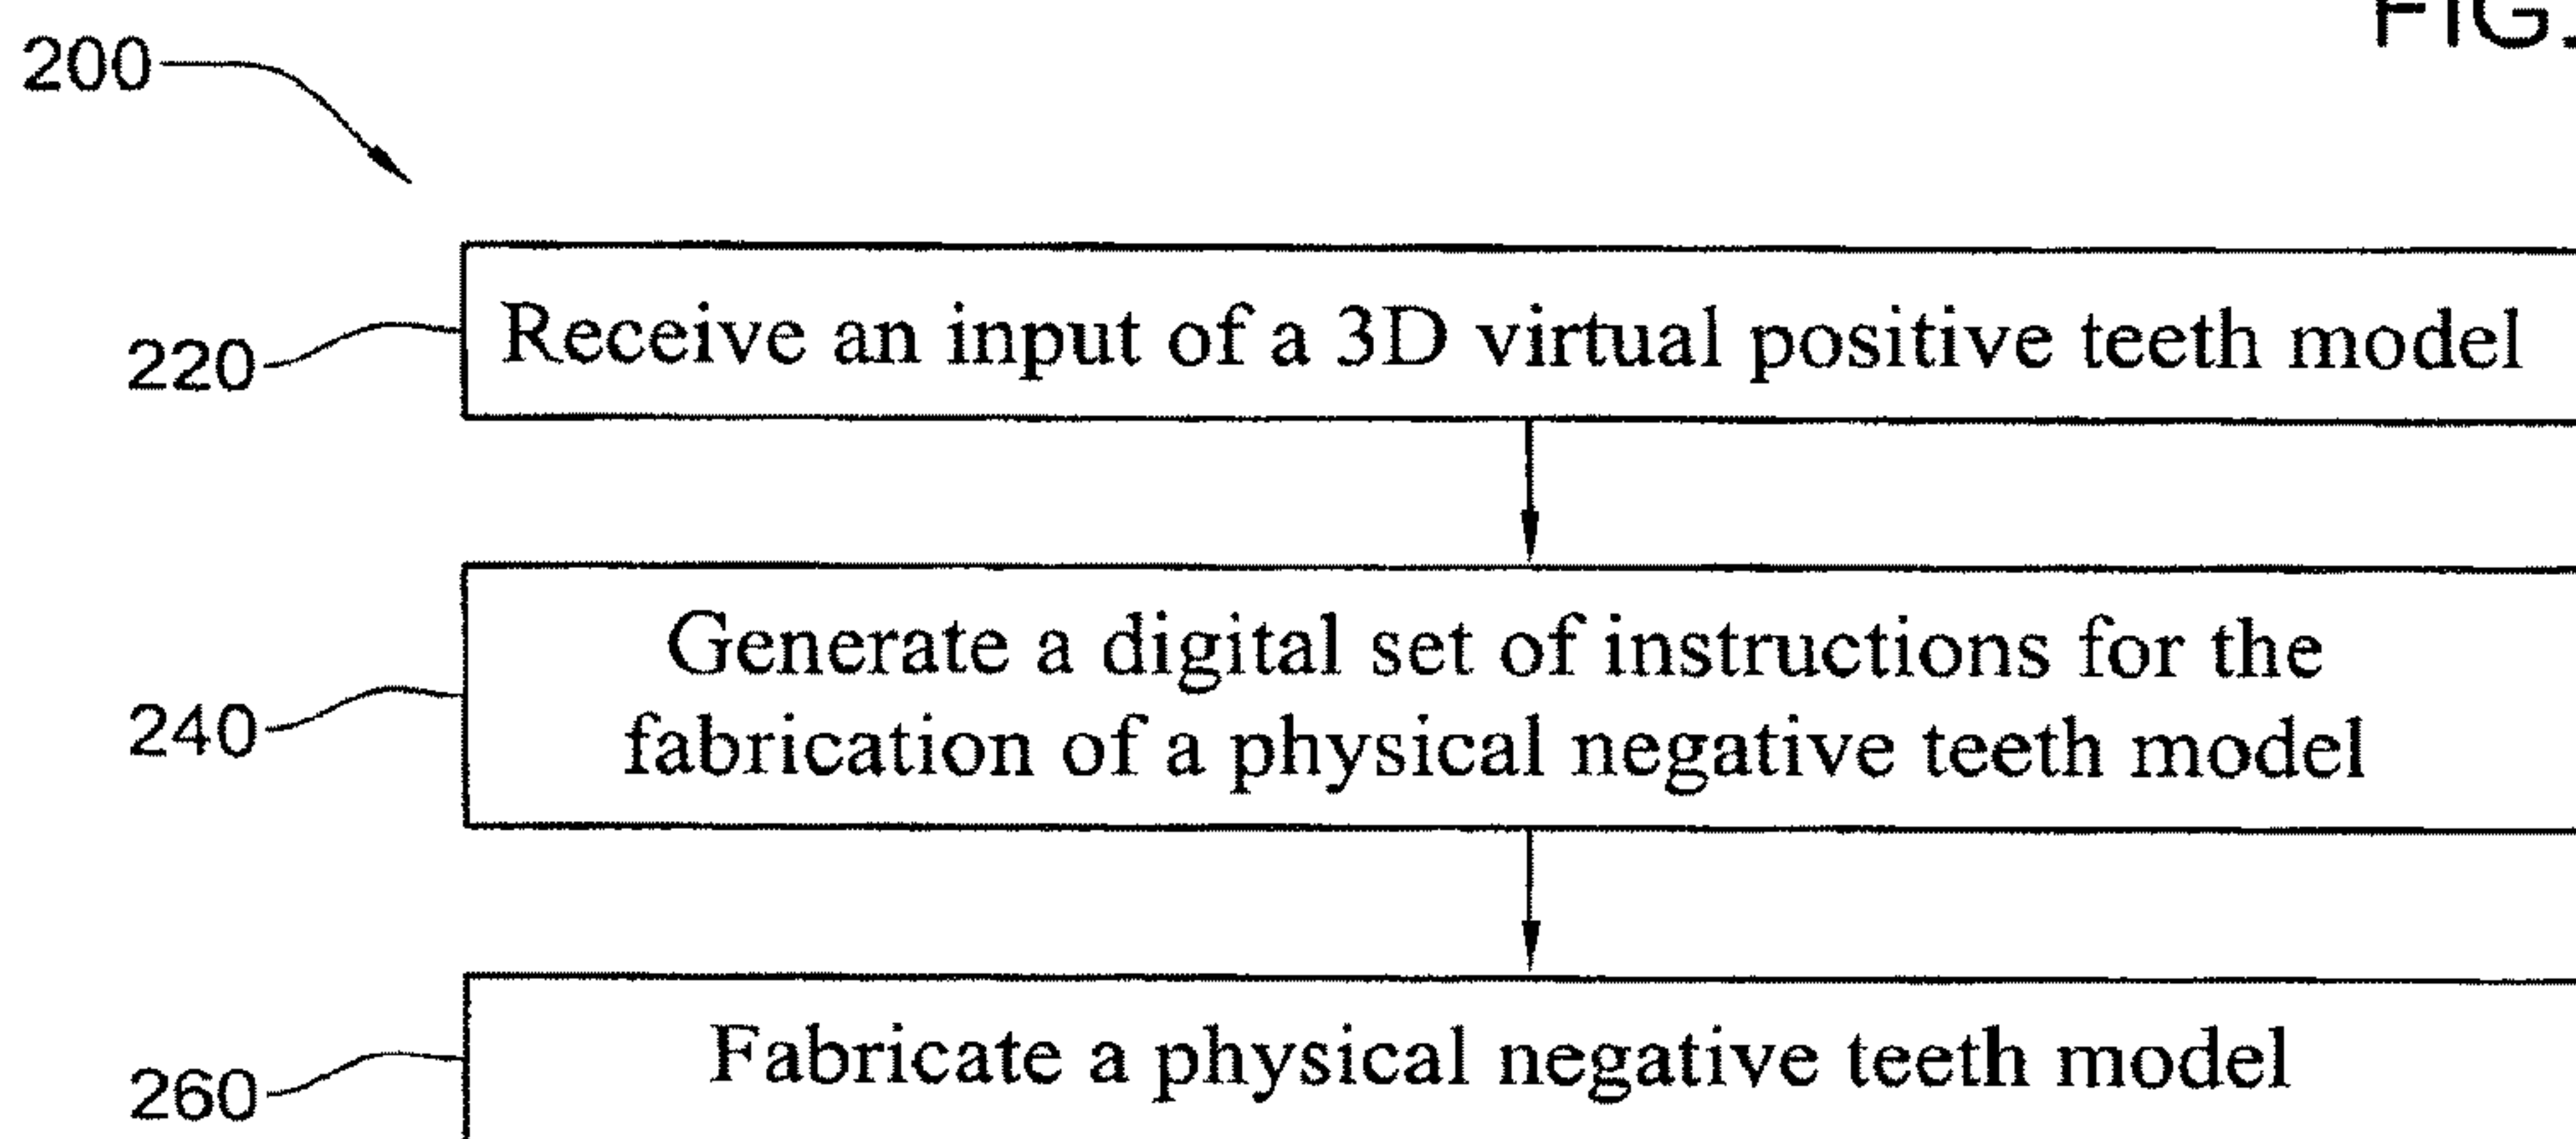 FIG.
200
220 Receive an input of a 3D virtual positive teeth model
Generate a digital set of instructions for the
240 fabrication of a physical negative teeth model
260 Fabricate a physical negative teeth model